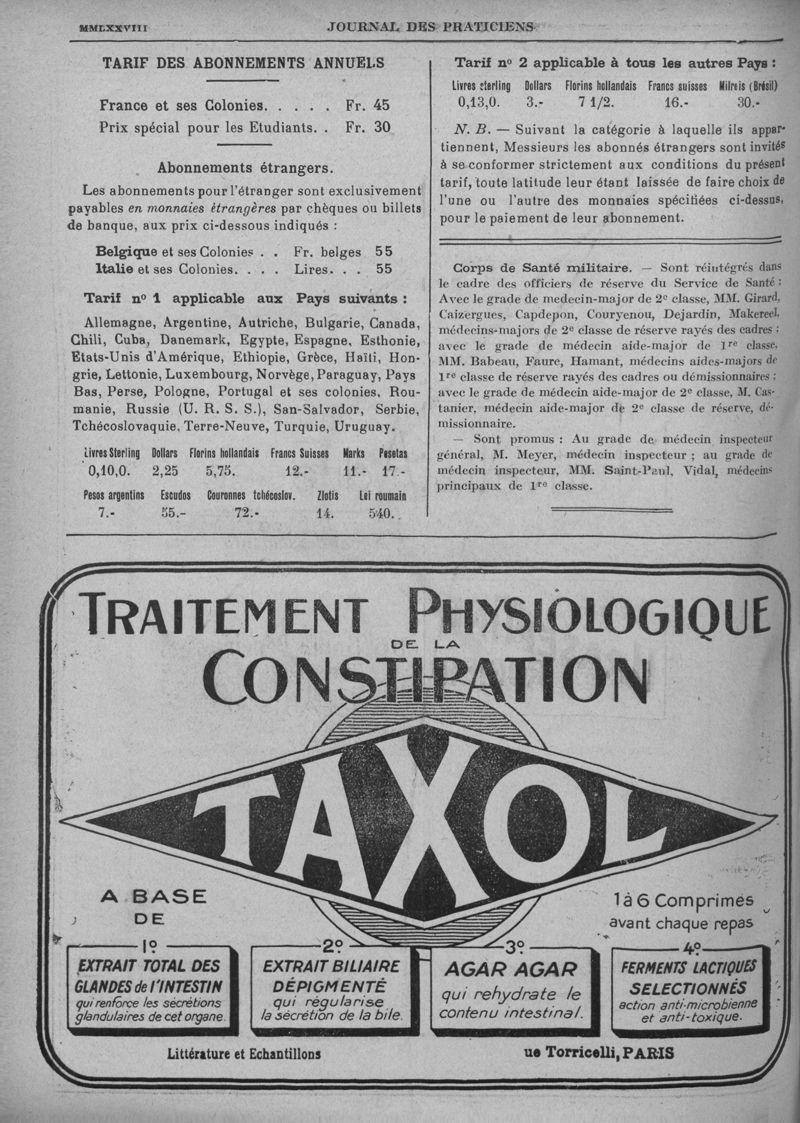 MMLXXVIII
JOURNAL DES PRATICIENS
TARIF DES ABONNEMENTS ANNUELS
France et ses Colonies. . . . . Fr. 45
Prix spécial pour les Etudiants. . Fr. 30
Abonnements étrangers.
Les abonnements pour l'étranger sont exclusivement
payables en monnaies étrangères par chèques ou billets
de banque, aux prix ci-dessous indiqués :
Belgique et ses Colonies . . Fr. belges 55
Italie et ses Colonies. . . . Lires. . . 55
Tarif nº 1 applicable aux Pays suivants :
Allemagne, Argentine, Autriche, Bulgarie, Canada,
Chili, Cuba, Danemark, Egypte, Espagne, Esthonie,
Etats-Unis d'Amérique, Ethiopie, Grèce, Haïti, Hon-
grie, Lettonie, Luxembourg, Norvège, Paraguay, Pays
Bas, Perse, Pologne, Portugal et ses colonies, Rou-
manie, Russie (U. R. S. S.), San-Salvador, Serbie,
Tchécoslovaquie, Terre-Neuve, Turquie, Uruguay.
Livres Sterling Dollars Florins hollandais Francs Suisses Marks Pesetas
0,10,0. 2,25 5,75. 12.- 11.- 17.-
Pesos argentins Escudos Couronnes tchécoslov. Zlotis Lei roumain
7.- 55.- 72.- 14. 540.
Tarif nº 2 applicable à tous les autres Pays :
Livres sterling Dollars Florins hollandais Francs suisses Milreis (Brésil)
0,13,0. 3.- 7 1/2. 16.- 30.-
N. B. — Suivant la catégorie à laquelle ils appar-
tiennent, Messieurs les abonnés étrangers sont invités
à se conformer strictement aux conditions du présent
tarif, toute latitude leur étant laissée de faire choix de
l'une ou l'autre des monnaies spécifiées ci-dessus,
pour le paiement de leur abonnement.
Corps de Santé militaire. — Sont réintégrés dans
le cadre des officiers de réserve du Service de Santé :
Avec le grade de medecin-major de 2e classe, MM. Girard,
Caizergues, Capdepon, Couryenou, Dejardin, Makereel,
médecins-majors de 2e classe de réserve rayés des cadres ;
avec le grade de médecin aide-major de 1re classe,
MM. Babeau, Faure, Hamant, médecins aides-majors de
1re classe de réserve rayés des cadres ou démissionnaires ;
avec le grade de médecin aide-major de 2e classe, M. Cas-
tanier, médecin aide-major de 2e classe de réserve, dé-
missionnaire.
— Sont promus : Au grade de médecin inspecteur
général, M. Meyer, médecin inspecteur ; au grade de
médecin inspecteur, MM. Saint-Paul, Vidal, médecins
principaux de 1re classe.
TRAITEMENT PHYSIOLOGIQUE
DE LA
CONSTIPATION
TAXOL
A BASE
DE
1 à 6 Comprimés
avant chaque repas
1º
EXTRAIT TOTAL DES
GLANDES de l'INTESTIN
qui renforce les sécrétions
glandulaires de cet organe.
2º
EXTRAIT BILIAIRE
DÉPIGMENTÉ
qui régularise
la sécrétion de la bile.
3º
AGAR AGAR
qui rehydrate le
contenu intestinal.
4º
FERMENTS LACTIQUES
SELECTIONNÉS
action anti-microbienne
et anti-toxique.
Littérature et Echantillons
ue Torricelli, PARIS